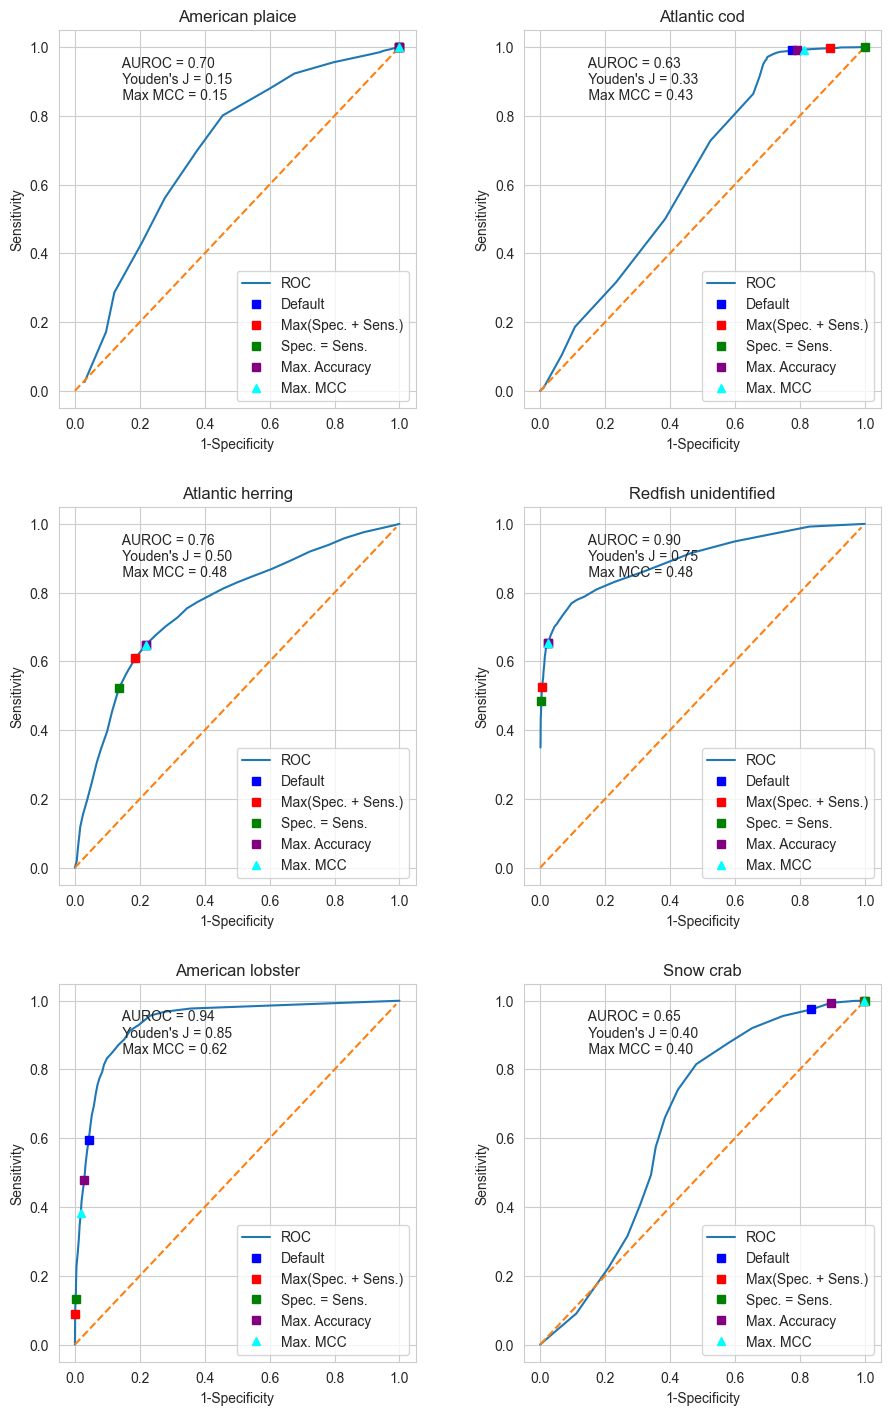 American plaice
1.0
0.8
0.6
0.4
0.2
0.0
Sensitivity
AUROC = 0.70
Youden's J = 0.15
Max MCC = 0.15
ROC
Default
Max(Spec. + Sens.)
Spec. = Sens.
Max. Accuracy
Max. MCC
0.0 0.2 0.4 0.6 0.8 1.0
1-Specificity
Atlantic cod
1.0
0.8
0.6
0.4
0.2
0.0
Sensitivity
AUROC = 0.63
Youden's J = 0.33
Max MCC = 0.43
ROC
Default
Max(Spec. + Sens.)
Spec. = Sens.
Max. Accuracy
Max. MCC
0.0 0.2 0.4 0.6 0.8 1.0
1-Specificity
Atlantic herring
1.0
0.8
0.6
0.4
0.2
0.0
Sensitivity
AUROC = 0.76
Youden's J = 0.50
Max MCC = 0.48
ROC
Default
Max(Spec. + Sens.)
Spec. = Sens.
Max. Accuracy
Max. MCC
0.0 0.2 0.4 0.6 0.8 1.0
1-Specificity
Redfish unidentified
1.0
0.8
0.6
0.4
0.2
0.0
Sensitivity
AUROC = 0.90
Youden's J = 0.75
Max MCC = 0.48
ROC
Default
Max(Spec. + Sens.)
Spec. = Sens.
Max. Accuracy
Max. MCC
0.0 0.2 0.4 0.6 0.8 1.0
1-Specificity
American lobster
1.0
0.8
0.6
0.4
0.2
0.0
Sensitivity
AUROC = 0.94
Youden's J = 0.85
Max MCC = 0.62
ROC
Default
Max(Spec. + Sens.)
Spec. = Sens.
Max. Accuracy
Max. MCC
0.0 0.2 0.4 0.6 0.8 1.0
1-Specificity
Snow crab
1.0
0.8
0.6
0.4
0.2
0.0
Sensitivity
AUROC = 0.65
Youden's J = 0.40
Max MCC = 0.40
ROC
Default
Max(Spec. + Sens.)
Spec. = Sens.
Max. Accuracy
Max. MCC
0.0 0.2 0.4 0.6 0.8 1.0
1-Specificity